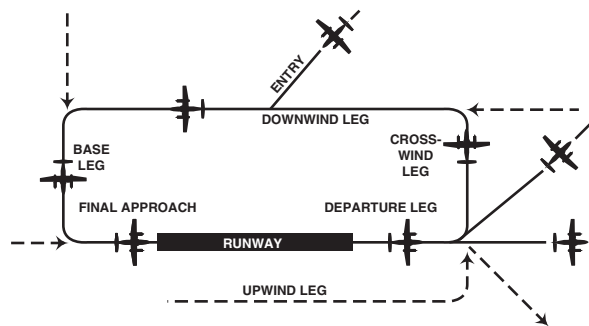 ENTRY
DOWNWIND LEG
BASE
LEG
CROSS-
WIND
LEG
FINAL APPROACH
DEPARTURE LEG
RUNWAY
UPWIND LEG